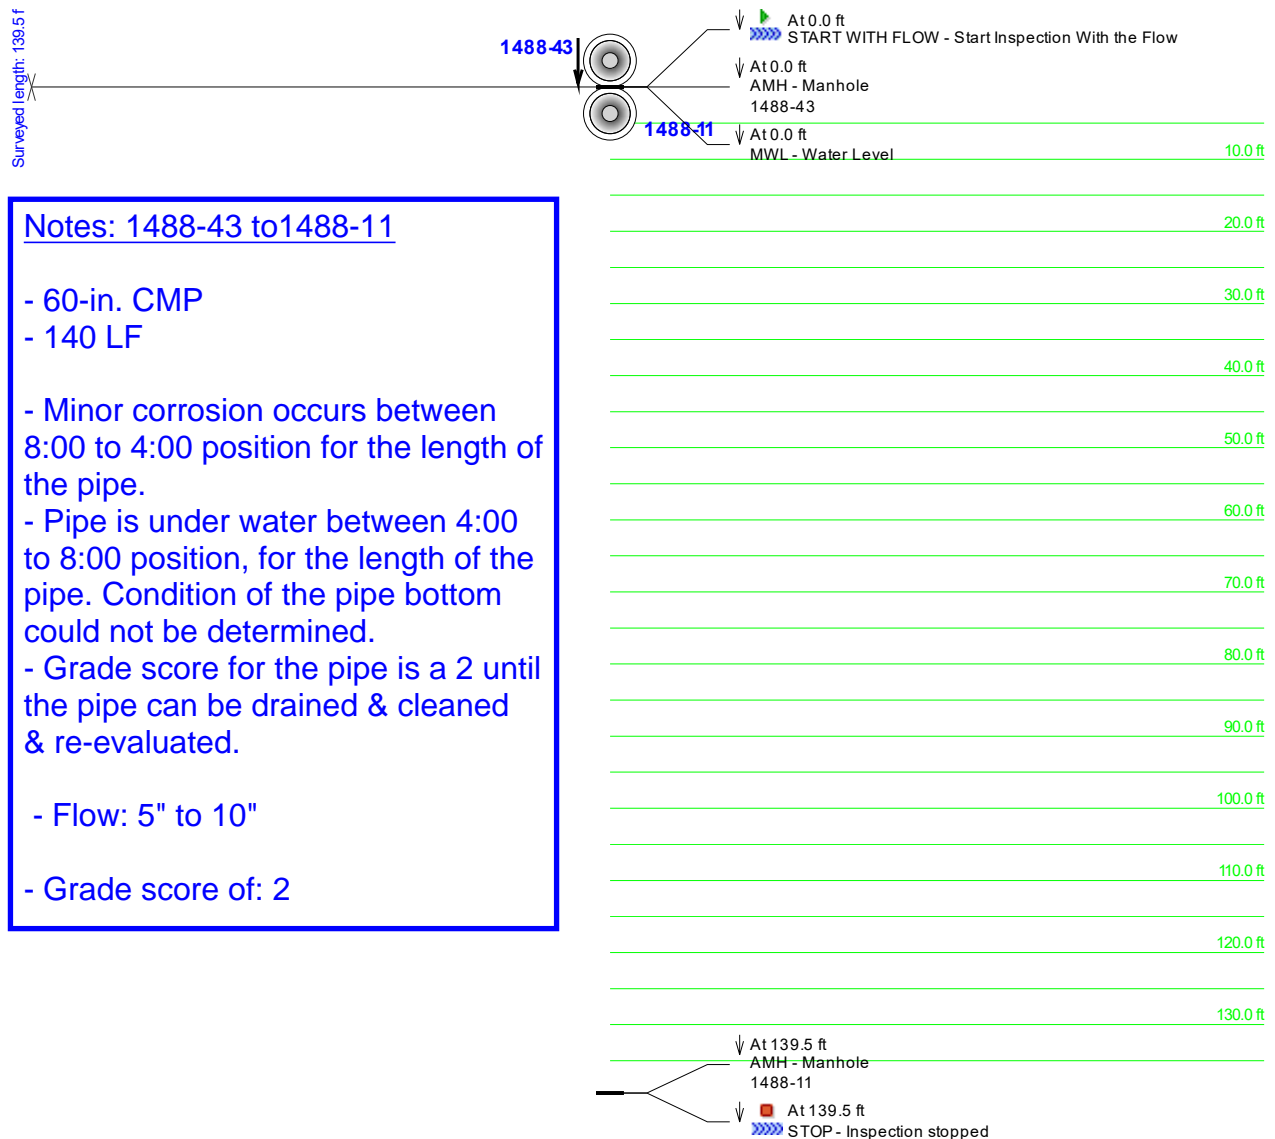 Surveyed length: 139.5 f
1488-43
1488-11
At 0.0 ft
START WITH FLOW - Start Inspection With the Flow
At 0.0 ft
AMH - Manhole
1488-43
At 0.0 ft
MWL - Water Level
10.0 ft
20.0 ft
30.0 ft
40.0 ft
50.0 ft
60.0 ft
70.0 ft
80.0 ft
90.0 ft
100.0 ft
110.0 ft
120.0 ft
130.0 ft
Notes: 1488-43 to1488-11
- 60-in. CMP
- 140 LF
- Minor corrosion occurs between
8:00 to 4:00 position for the length of
the pipe.
- Pipe is under water between 4:00
to 8:00 position, for the length of the
pipe. Condition of the pipe bottom
could not be determined.
- Grade score for the pipe is a 2 until
the pipe can be drained & cleaned
& re-evaluated.
- Flow: 5" to 10"
- Grade score of: 2
At 139.5 ft
AMH - Manhole
1488-11
At 139.5 ft
STOP - Inspection stopped